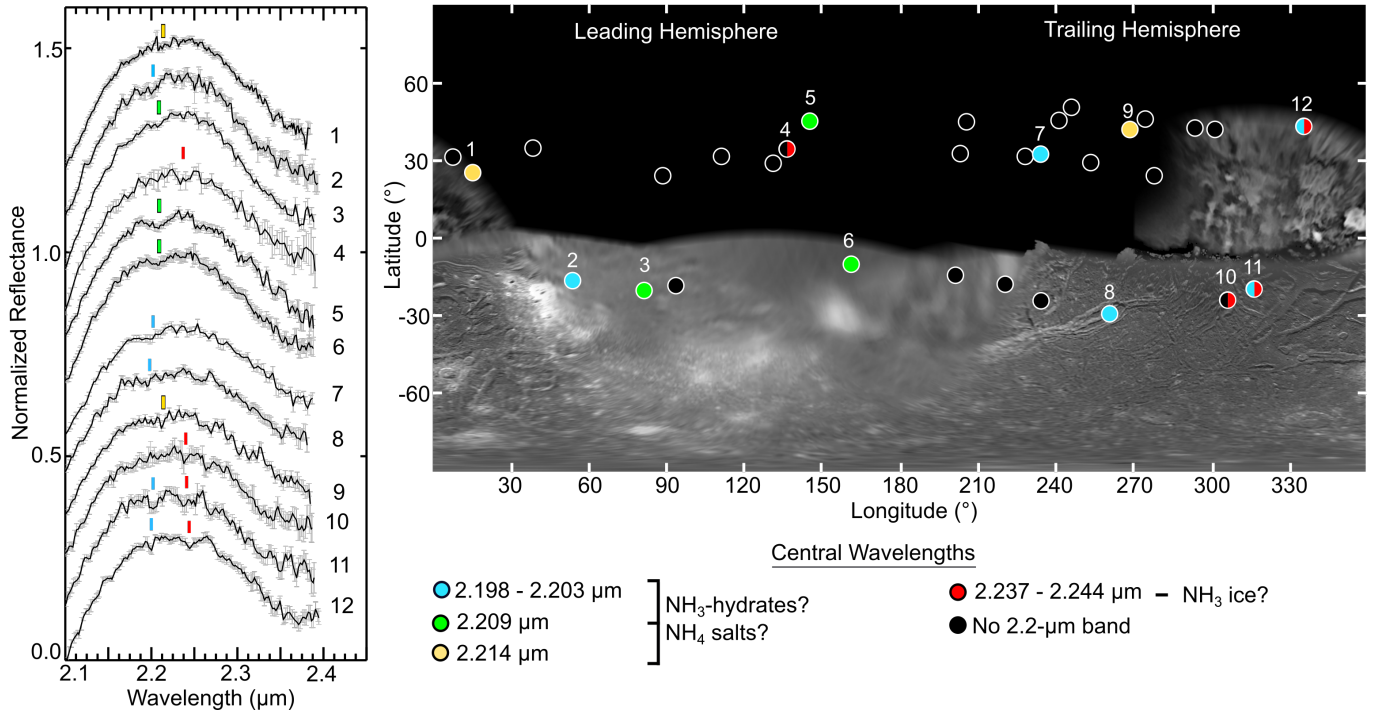 Normalized Reflectance
1.5
1.0
0.5
0.0
1
2
3
4
5
6
7
8
9
10
11
12
2.1 2.2 2.3 2.4
Wavelength (μm)
Leading Hemisphere Trailing Hemisphere
Latitude (°)
60
30
0
-30
-60
1
2
3
4
5
6
7
8
9
10
11
12
30 60 90 120 150 180 210 240 270 300 330
Longitude (°)
Central Wavelengths
2.198 - 2.203 μm
2.209 μm
2.214 μm
NH₃-hydrates?
NH₄ salts?
2.237 - 2.244 μm – NH₃ ice?
No 2.2-μm band